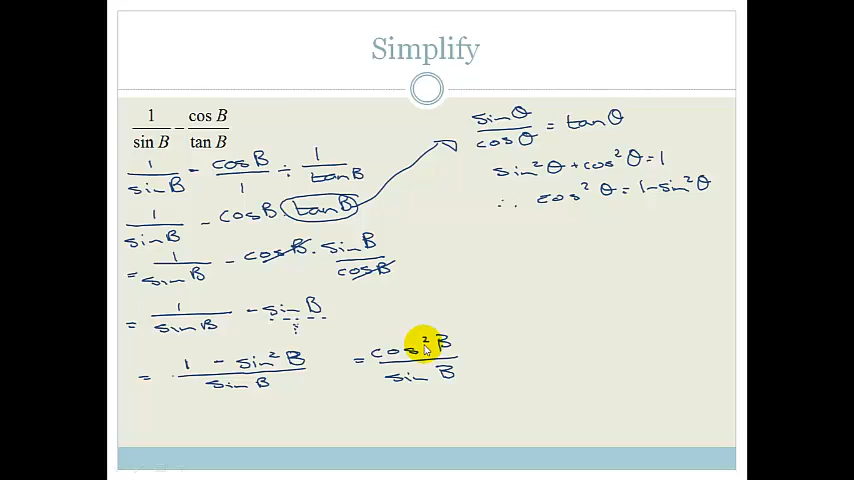 Simplify
1/sin B − cos B/tan B
1/sin B − cos B/1 ÷ 1/tan B
1/sin B − cos B . tan B
= 1/sin B − cos B . sin B/cos B
= 1/sin B − sin B
= 1 − sin² B/sin B = cos² B/sin B
sin θ/cos θ = tan θ
sin² θ + cos² θ = 1
∴ cos² θ = 1 − sin² θ